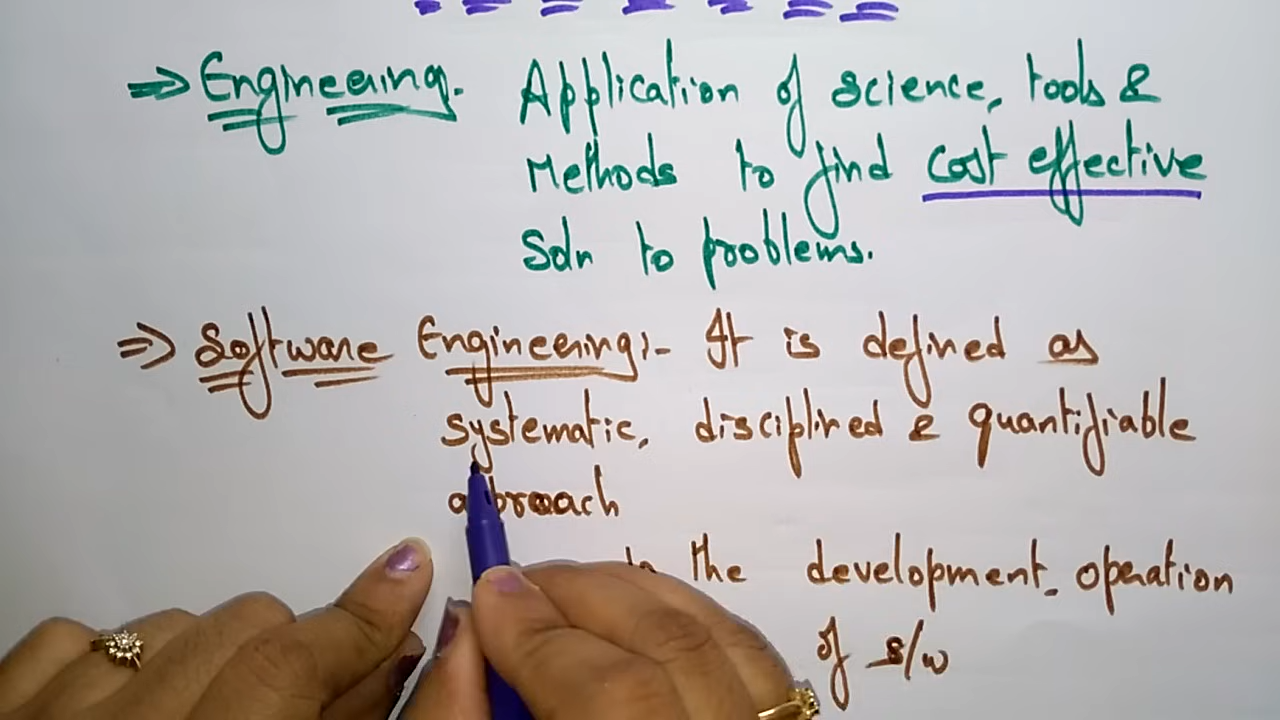 ⇒ Engineering. Application of science, tools &
Methods to find cost effective
Soln to problems.
⇒ Software Engineering:- It is defined as
systematic, disciplined & quantifiable
approach
the development. operation
of s/w